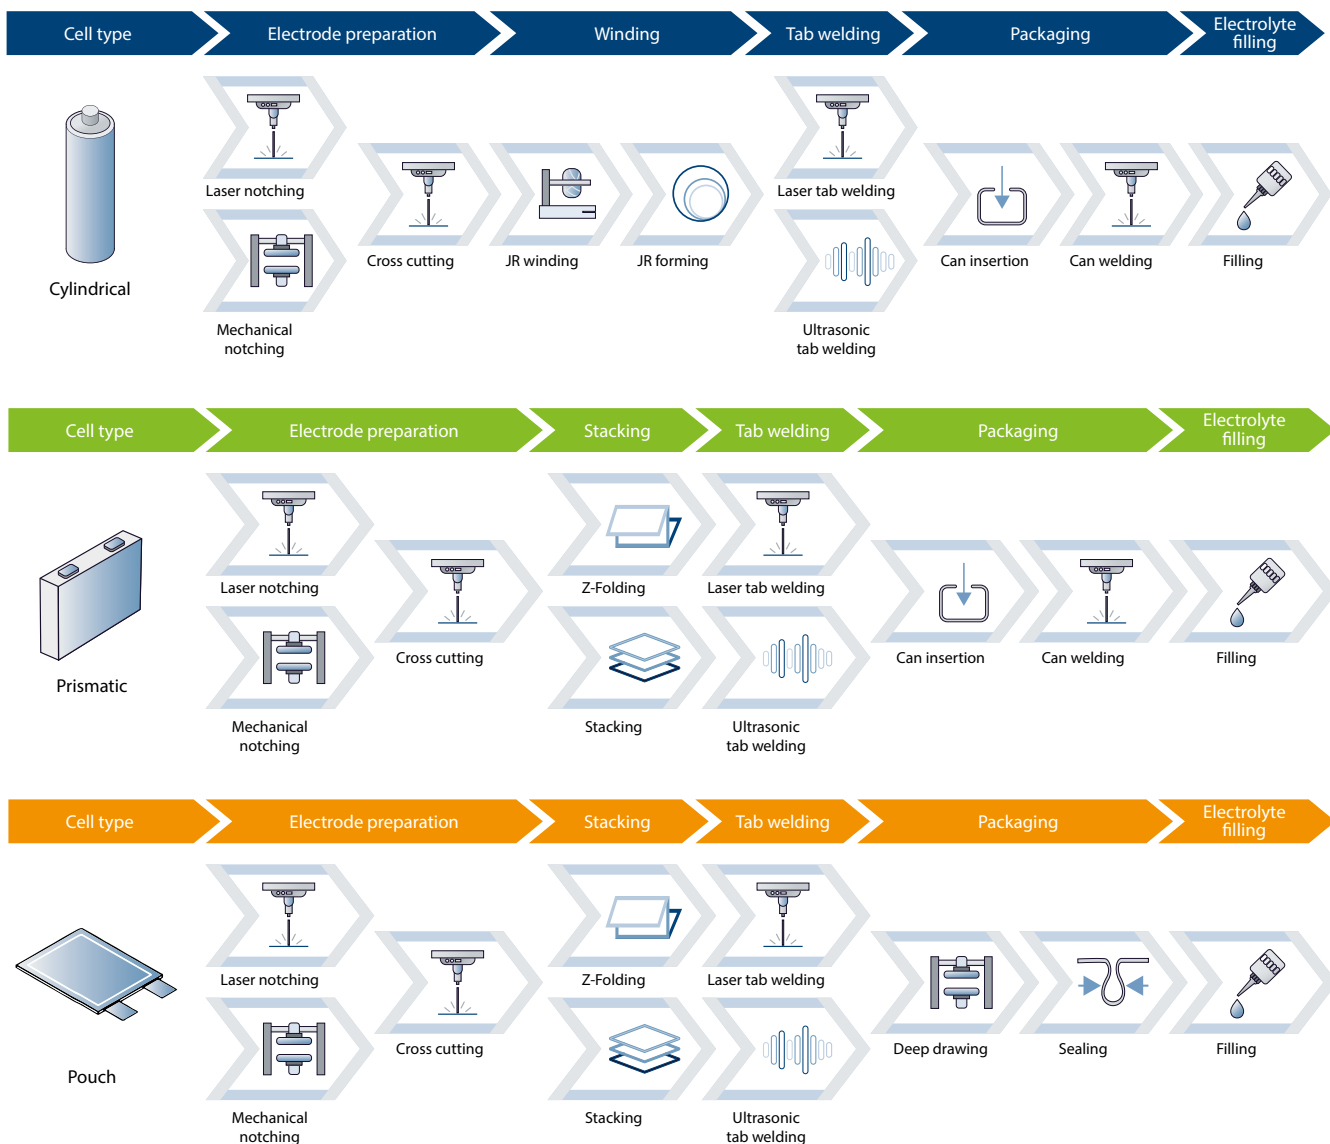 Cell type
Electrode preparation
Winding
Tab welding
Packaging
Electrolyte
filling
Laser notching
Laser tab welding
Cross cutting
JR winding
JR forming
Can insertion
Can welding
Filling
Cylindrical
Mechanical
notching
Ultrasonic
tab welding
Cell type
Electrode preparation
Stacking
Tab welding
Packaging
Electrolyte
filling
Laser notching
Z-Folding
Laser tab welding
Cross cutting
Can insertion
Can welding
Filling
Prismatic
Mechanical
notching
Stacking
Ultrasonic
tab welding
Cell type
Electrode preparation
Stacking
Tab welding
Packaging
Electrolyte
filling
Laser notching
Z-Folding
Laser tab welding
Cross cutting
Deep drawing
Sealing
Filling
Pouch
Mechanical
notching
Stacking
Ultrasonic
tab welding